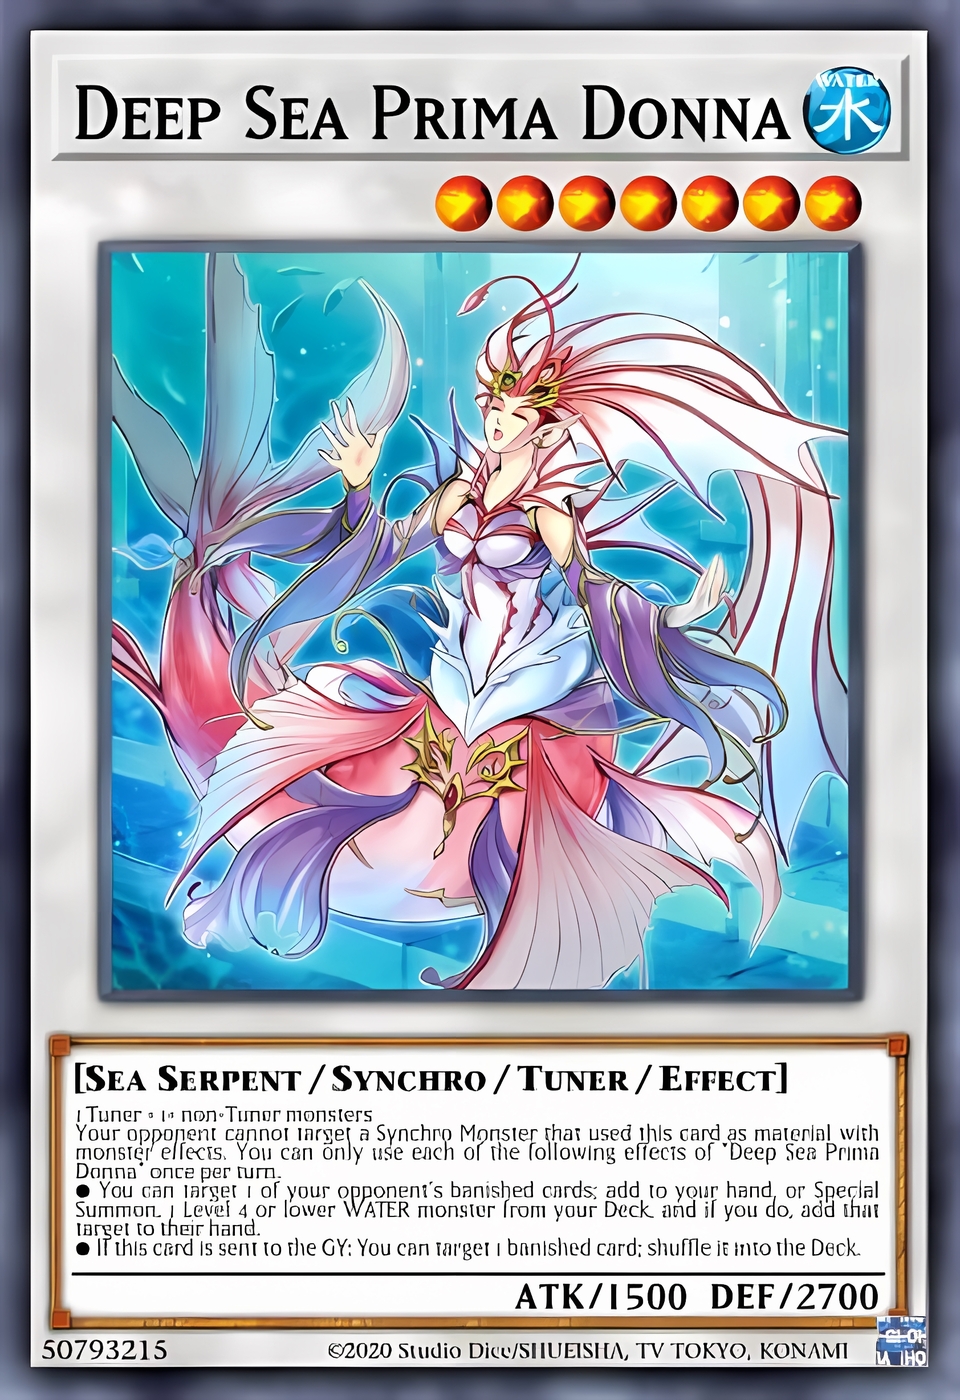 DEEP SEA PRIMA DONNA
WATER
水
[SEA SERPENT / SYNCHRO / TUNER / EFFECT]
1 Tuner + 1+ non-Tuner monsters
Your opponent cannot target a Synchro Monster that used this card as material with
monster effects. You can only use each of the following effects of "Deep Sea Prima
Donna" once per turn.
● You can target 1 of your opponent's banished cards; add to your hand, or Special
Summon, 1 Level 4 or lower WATER monster from your Deck, and if you do, add that
target to their hand.
● If this card is sent to the GY: You can target 1 banished card; shuffle it into the Deck.
ATK/1500 DEF/2700
50793215
©2020 Studio Dice/SHUEISHA, TV TOKYO, KONAMI